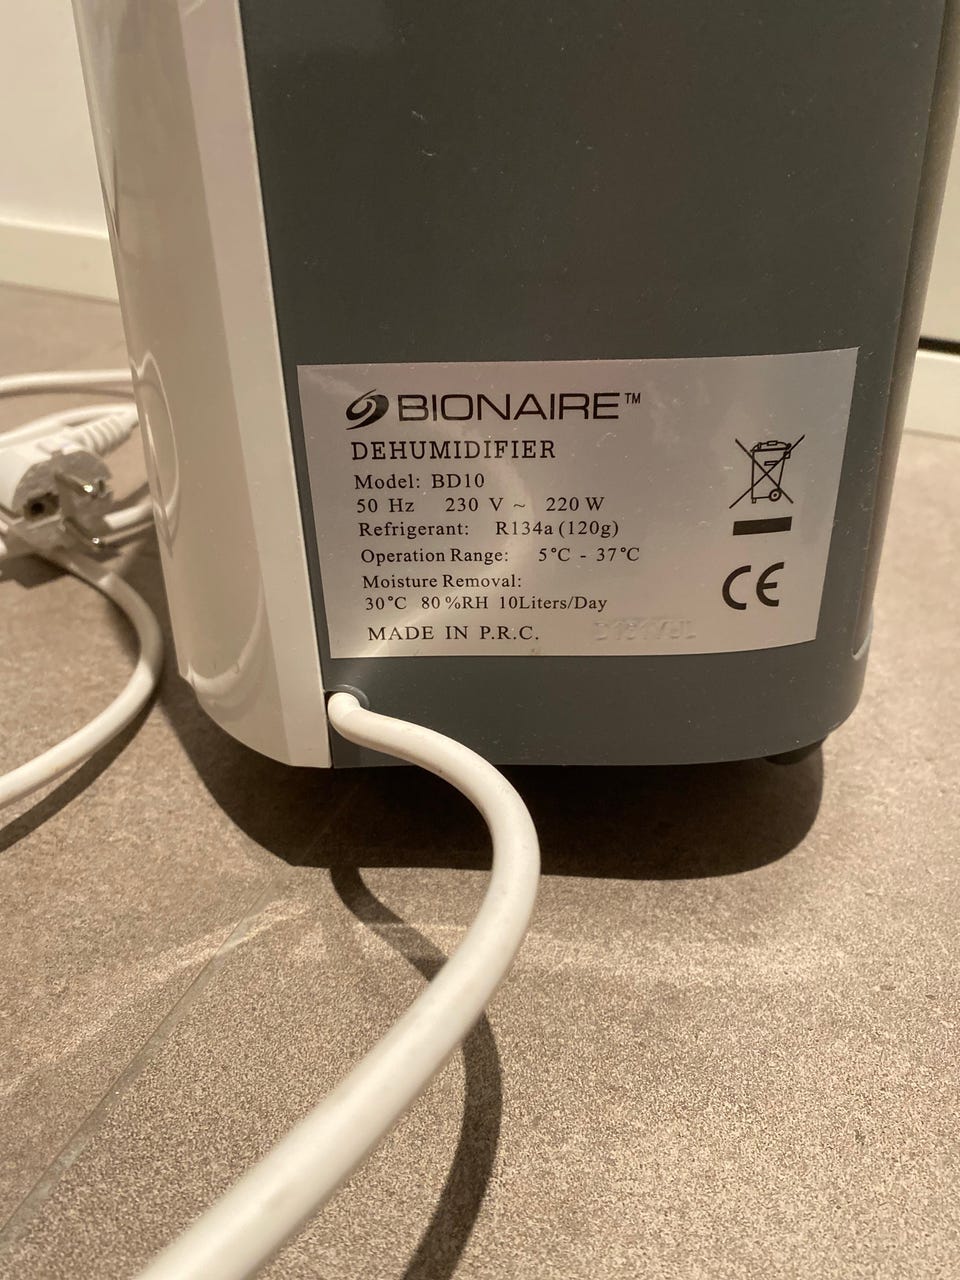 BIONAIRE™
DEHUMIDIFIER
Model: BD10
50 Hz 230 V ~ 220 W
Refrigerant: R134a (120g)
Operation Range: 5°C - 37°C
Moisture Removal:
30°C 80%RH 10Liters/Day
MADE IN P.R.C.
CE